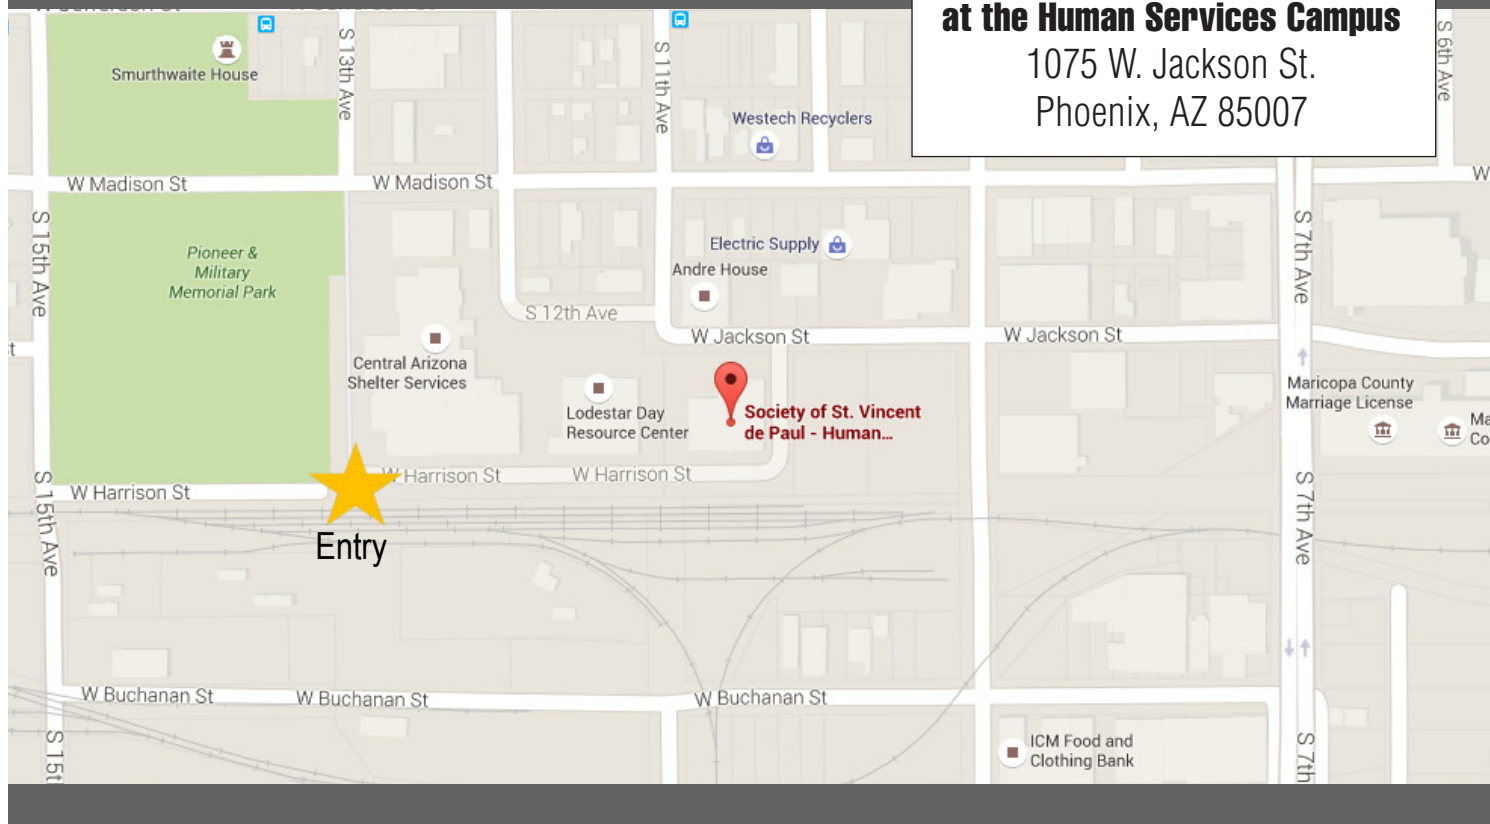 at the Human Services Campus
1075 W. Jackson St.
Phoenix, AZ 85007
Smurthwaite House
S 13th Ave
S 11th Ave
S 6th Ave
Westech Recyclers
W Madison St
W Madison St
W
S 15th Ave
Pioneer &
Military
Memorial Park
Electric Supply
Andre House
S 7th Ave
S 12th Ave
W Jackson St
W Jackson St
t
Central Arizona
Shelter Services
Lodestar Day
Resource Center
Society of St. Vincent
de Paul - Human...
Maricopa County
Marriage License
Ma
Co
W Harrison St
W Harrison St
W Harrison St
S 15th Ave
S 7th Ave
Entry
W Buchanan St
W Buchanan St
W Buchanan St
S 15t
ICM Food and
Clothing Bank
S 7th